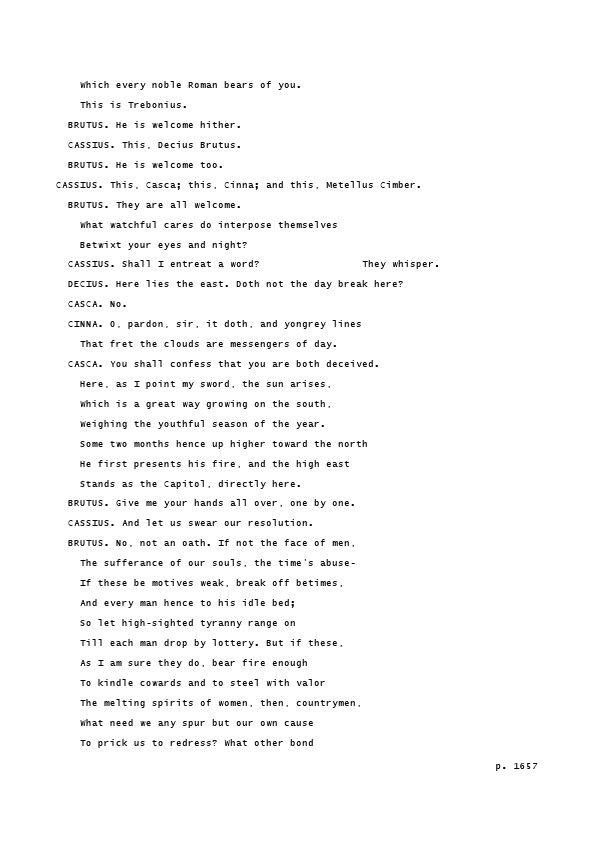 Which every noble Roman bears of you.
This is Trebonius.
BRUTUS. He is welcome hither.
CASSIUS. This, Decius Brutus.
BRUTUS. He is welcome too.
CASSIUS. This, Casca; this, Cinna; and this, Metellus Cimber.
BRUTUS. They are all welcome.
What watchful cares do interpose themselves
Betwixt your eyes and night?
CASSIUS. Shall I entreat a word? They whisper.
DECIUS. Here lies the east. Doth not the day break here?
CASCA. No.
CINNA. O, pardon, sir, it doth, and yongrey lines
That fret the clouds are messengers of day.
CASCA. You shall confess that you are both deceived.
Here, as I point my sword, the sun arises,
Which is a great way growing on the south,
Weighing the youthful season of the year.
Some two months hence up higher toward the north
He first presents his fire, and the high east
Stands as the Capitol, directly here.
BRUTUS. Give me your hands all over, one by one.
CASSIUS. And let us swear our resolution.
BRUTUS. No, not an oath. If not the face of men,
The sufferance of our souls, the time's abuse-
If these be motives weak, break off betimes,
And every man hence to his idle bed;
So let high-sighted tyranny range on
Till each man drop by lottery. But if these,
As I am sure they do, bear fire enough
To kindle cowards and to steel with valor
The melting spirits of women, then, countrymen,
What need we any spur but our own cause
To prick us to redress? What other bond
p. 1657